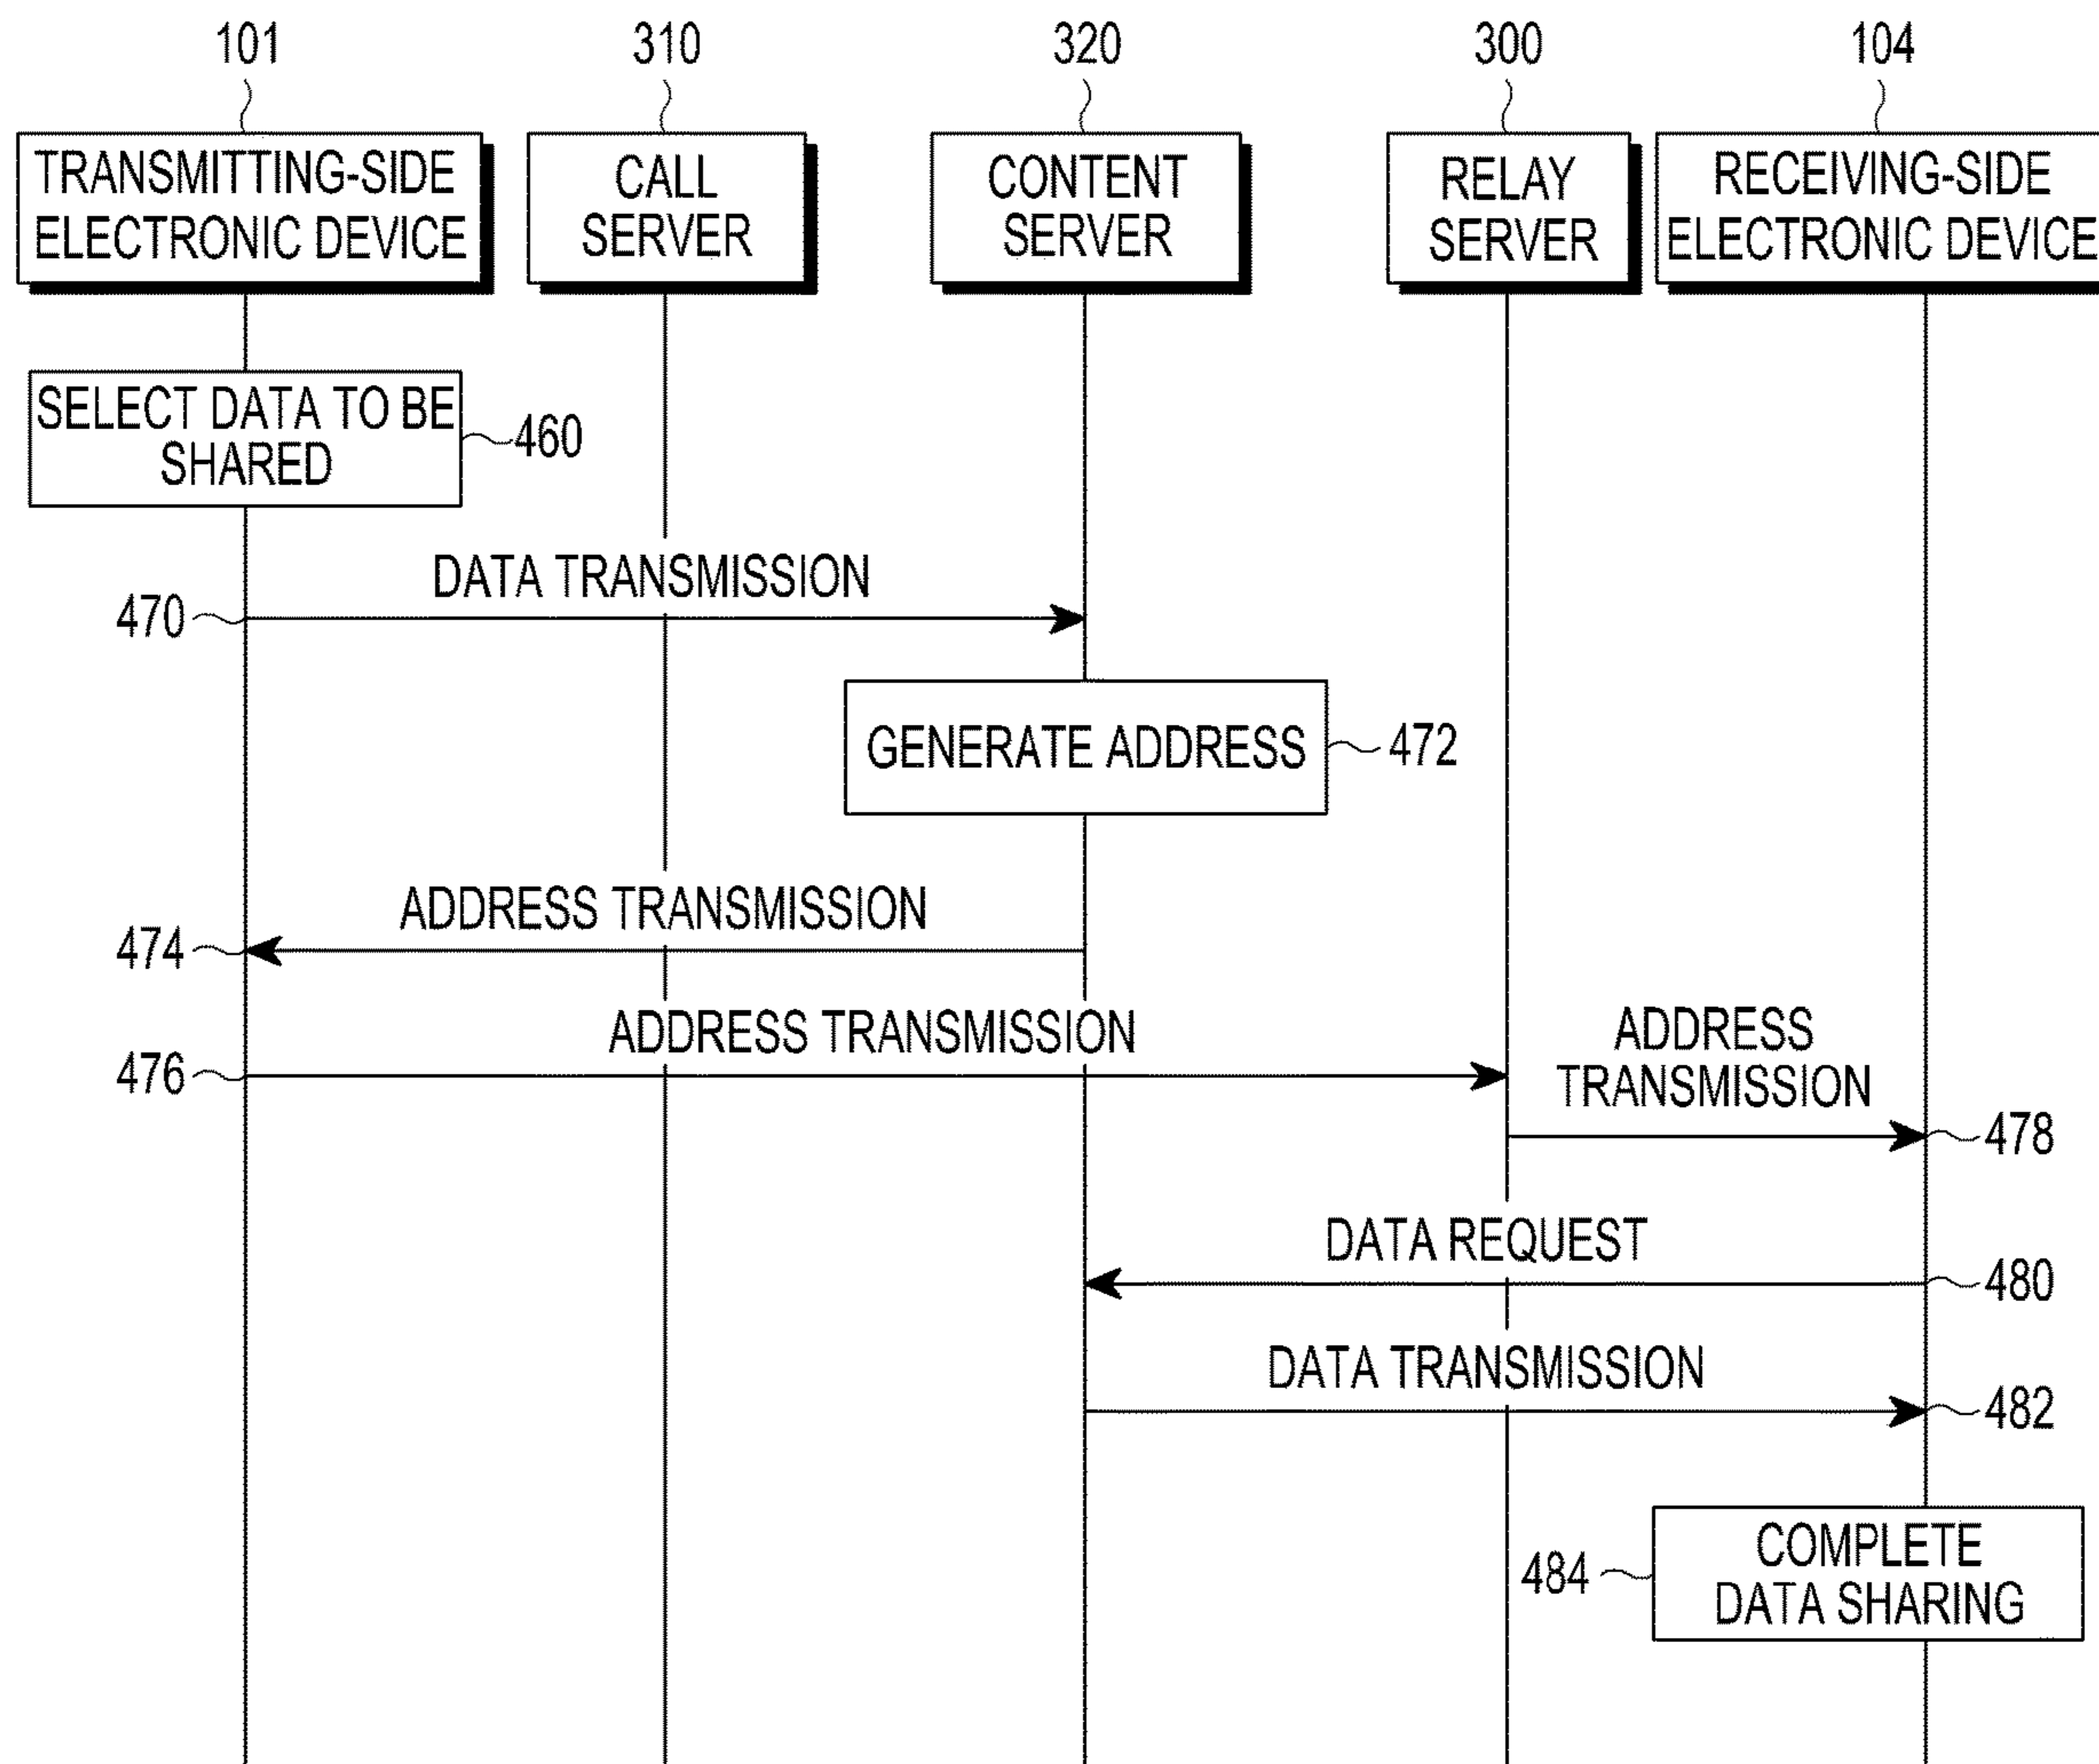 101
310
320
300
104
TRANSMITTING-SIDE
ELECTRONIC DEVICE
CALL
SERVER
CONTENT
SERVER
RELAY
SERVER
RECEIVING-SIDE
ELECTRONIC DEVICE
SELECT DATA TO BE
SHARED
460
DATA TRANSMISSION
470
GENERATE ADDRESS
472
ADDRESS TRANSMISSION
474
ADDRESS TRANSMISSION
476
ADDRESS
TRANSMISSION
478
DATA REQUEST
480
DATA TRANSMISSION
482
COMPLETE
DATA SHARING
484